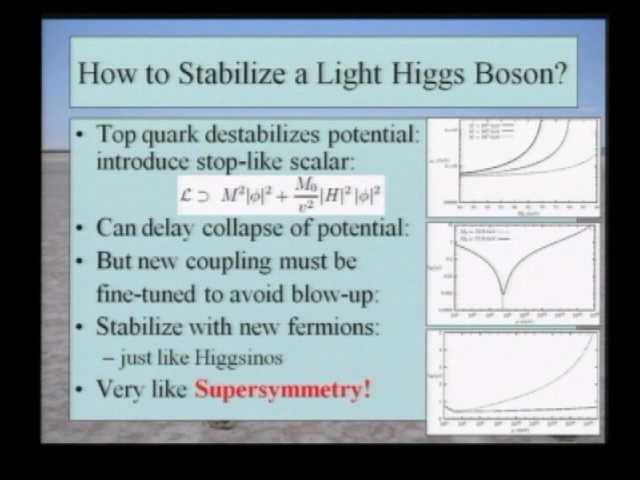 How to Stabilize a Light Higgs Boson?
• Top quark destabilizes potential:
introduce stop-like scalar:
ℒ ⊃ M²|ϕ|² + M₀/v² |H|²|ϕ|²
• Can delay collapse of potential:
• But new coupling must be
fine-tuned to avoid blow-up:
• Stabilize with new fermions:
– just like Higgsinos
• Very like Supersymmetry!